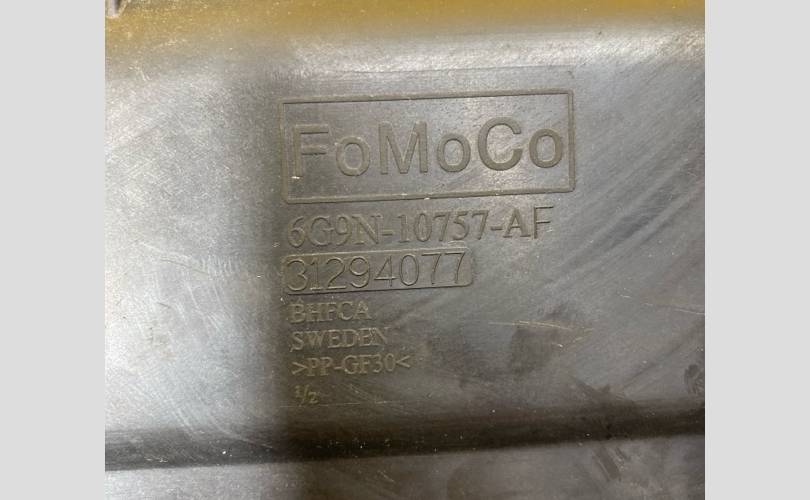 FoMoCo
6G9N-10757-AF
31294077
BHFCA
SWEDEN
>PP-GF30<
1/2